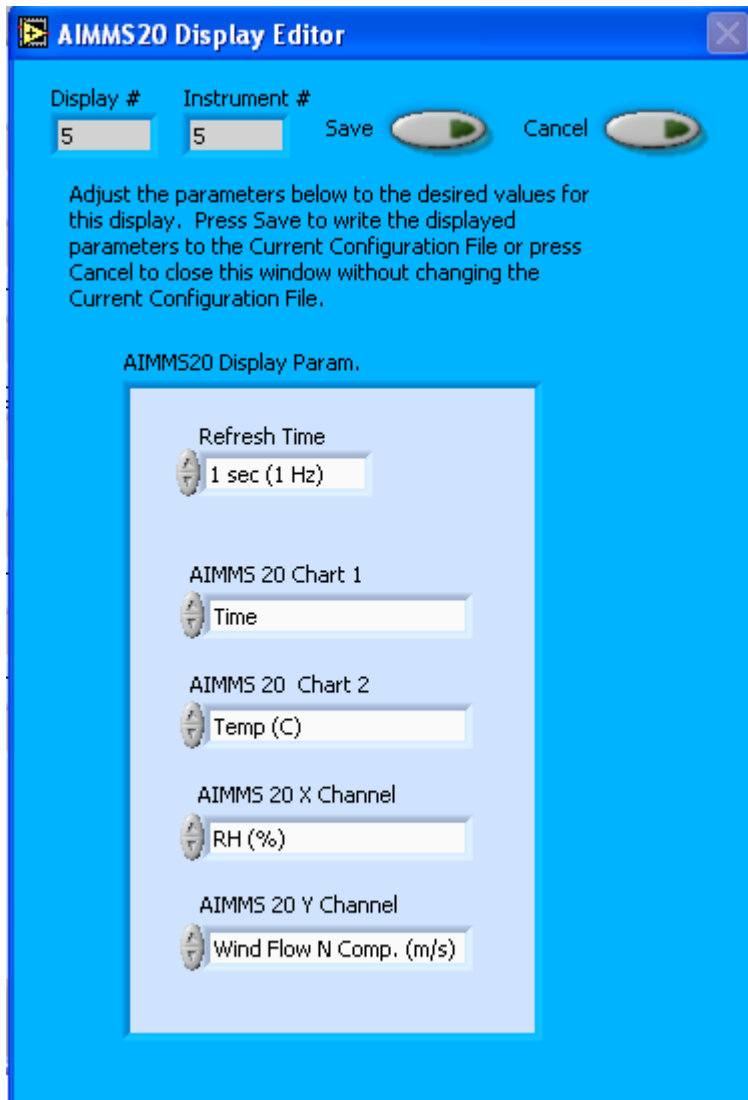 AIMMS20 Display Editor
Display # Instrument #
5 5 Save Cancel
Adjust the parameters below to the desired values for
this display. Press Save to write the displayed
parameters to the Current Configuration File or press
Cancel to close this window without changing the
Current Configuration File.
AIMMS20 Display Param.
Refresh Time
1 sec (1 Hz)
AIMMS 20 Chart 1
Time
AIMMS 20  Chart 2
Temp (C)
AIMMS 20 X Channel
RH (%)
AIMMS 20 Y Channel
Wind Flow N Comp. (m/s)